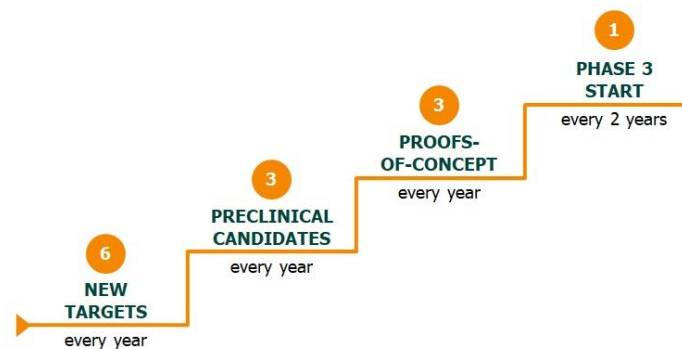 1
PHASE 3
START
every 2 years
3
PROOFS-
OF-CONCEPT
every year
3
PRECLINICAL
CANDIDATES
every year
6
NEW
TARGETS
every year